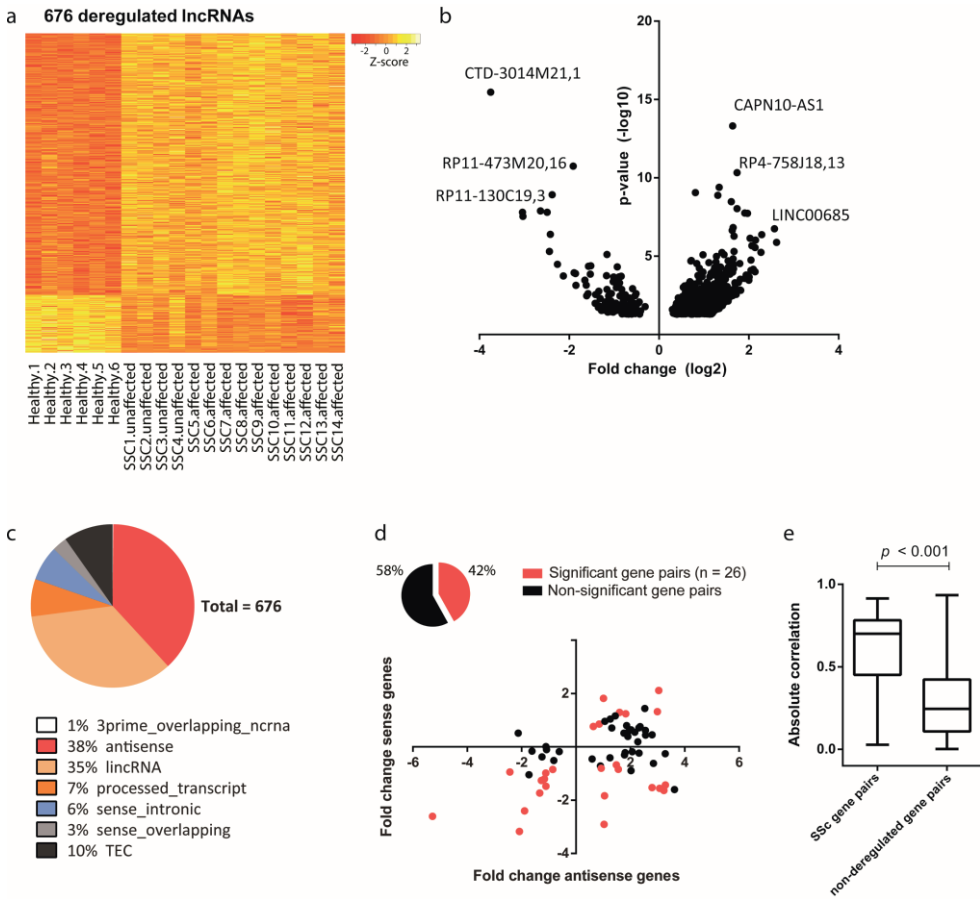 a
676 deregulated lncRNAs
-2 0 2
Z-score
Healthy.1
Healthy.2
Healthy.3
Healthy.4
Healthy.5
Healthy.6
SSC1.unaffected
SSC2.unaffected
SSC3.unaffected
SSC4.unaffected
SSC5.affected
SSC6.affected
SSC7.affected
SSC8.affected
SSC9.affected
SSC10.affected
SSC11.affected
SSC12.affected
SSC13.affected
SSC14.affected
b
20
15
10
5
p-value (-log10)
CTD-3014M21,1
CAPN10-AS1
RP11-473M20,16
RP4-758J18,13
RP11-130C19,3
LINC00685
-4 -2 0 2 4
Fold change (log2)
c
Total = 676
1% 3prime_overlapping_ncrna
38% antisense
35% lincRNA
7% processed_transcript
6% sense_intronic
3% sense_overlapping
10% TEC
d
58%
42%
Significant gene pairs (n = 26)
Non-significant gene pairs
Fold change sense genes
2
-6 -4 -2 2 4 6
-2
-4
Fold change antisense genes
e
p < 0.001
Absolute correlation
1.0
0.5
0.0
SSc gene pairs
non-deregulated gene pairs